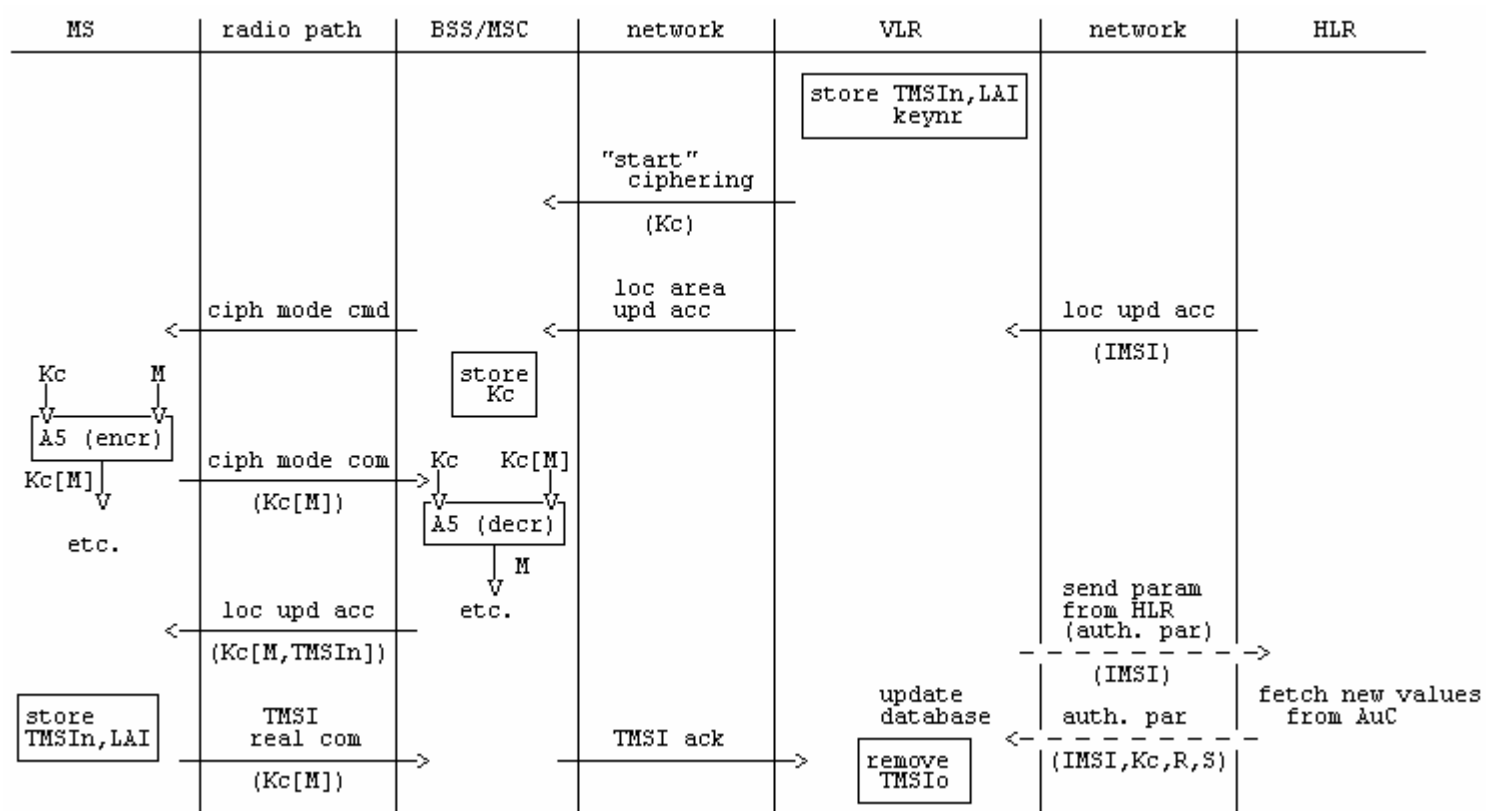 MS radio path BSS/MSC network VLR network HLR
store TMSIn,LAI
keynr
"start"
ciphering
(Kc)
loc area
ciph mode cmd upd acc loc upd acc
(IMSI)
Kc M store
Kc
A5 (encr)
ciph mode com Kc Kc[M]
Kc[M]
(Kc[M])
A5 (decr)
etc.
M
send param
loc upd acc etc. from HLR
(auth. par)
(Kc[M,TMSIn])
(IMSI)
update fetch new values
store TMSI database auth. par from AuC
TMSIn,LAI real com TMSI ack
remove (IMSI,Kc,R,S)
(Kc[M]) TMSIo